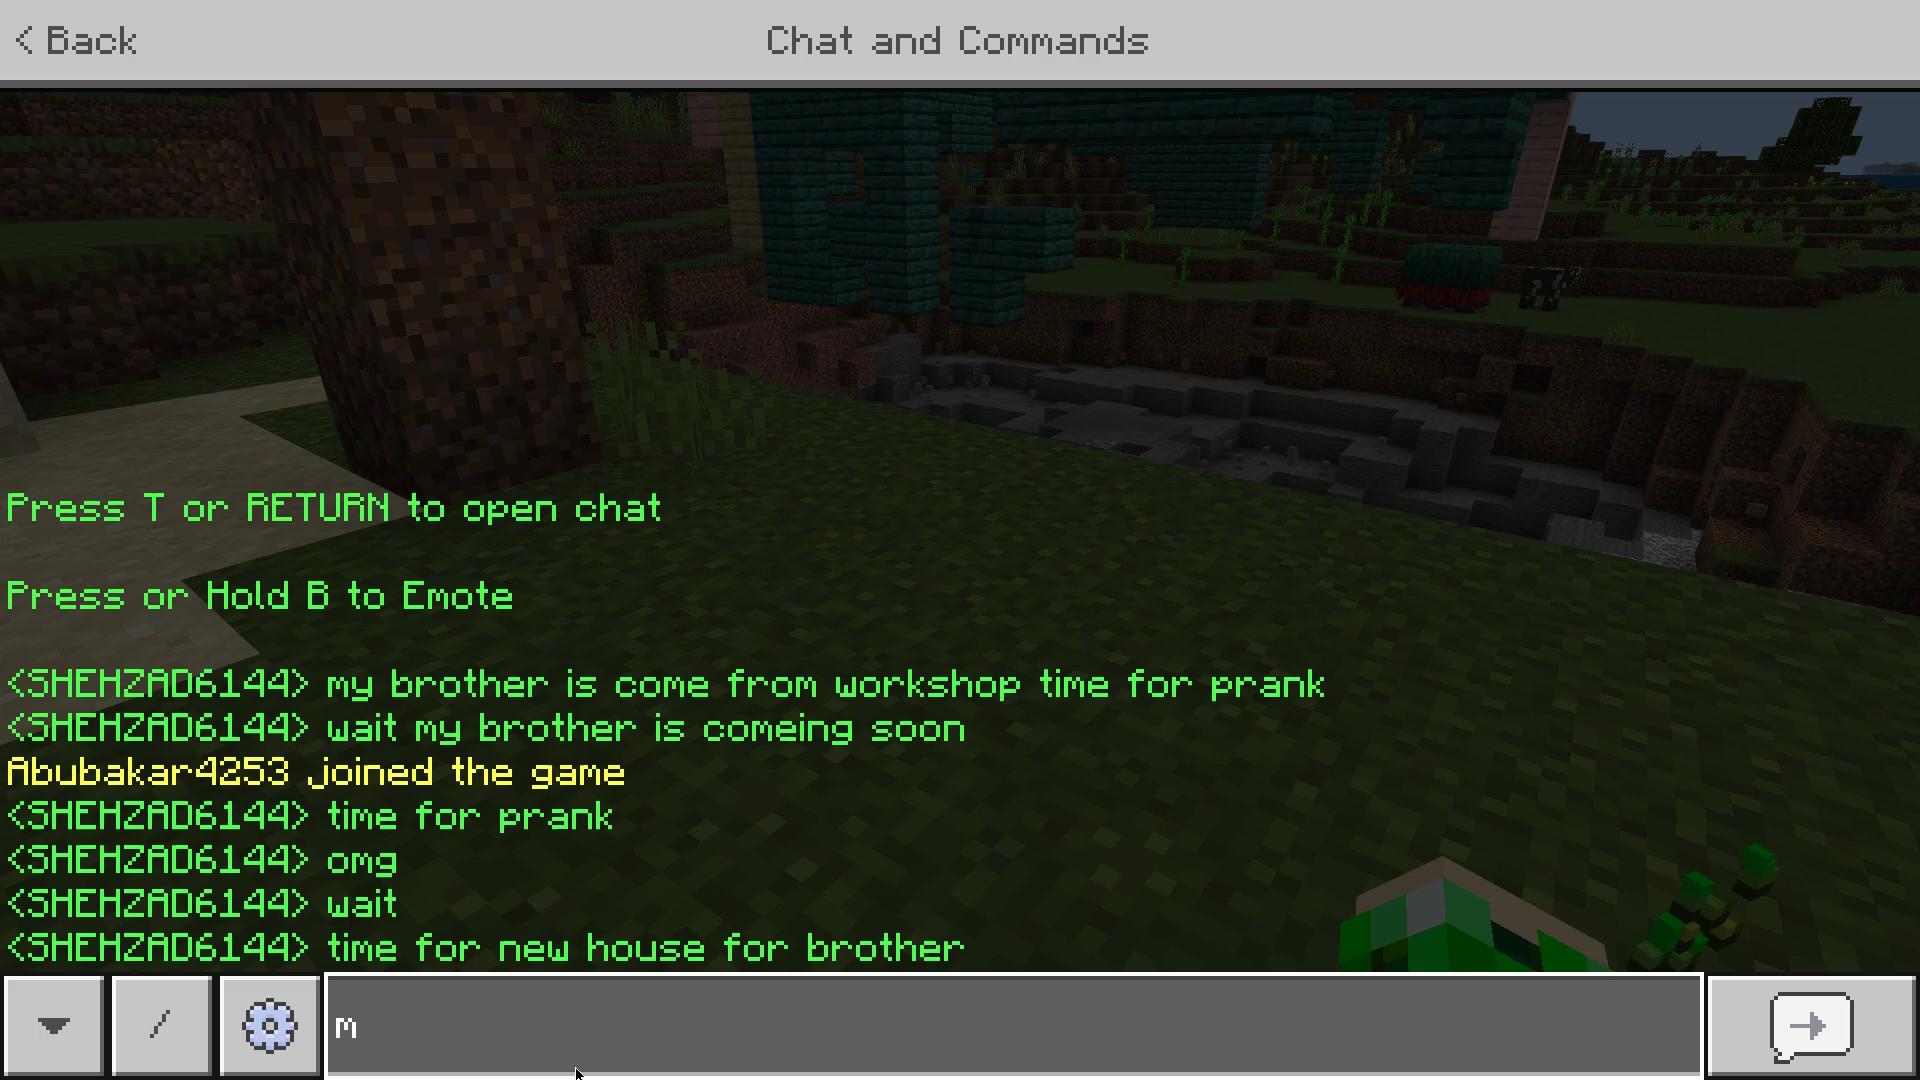 < Back
Chat and Commands
Press T or RETURN to open chat
Press or Hold B to Emote
<SHEHZAD6144> my brother is come from workshop time for prank
<SHEHZAD6144> wait my brother is comeing soon
Abubakar4253 joined the game
<SHEHZAD6144> time for prank
<SHEHZAD6144> omg
<SHEHZAD6144> wait
<SHEHZAD6144> time for new house for brother
/
m